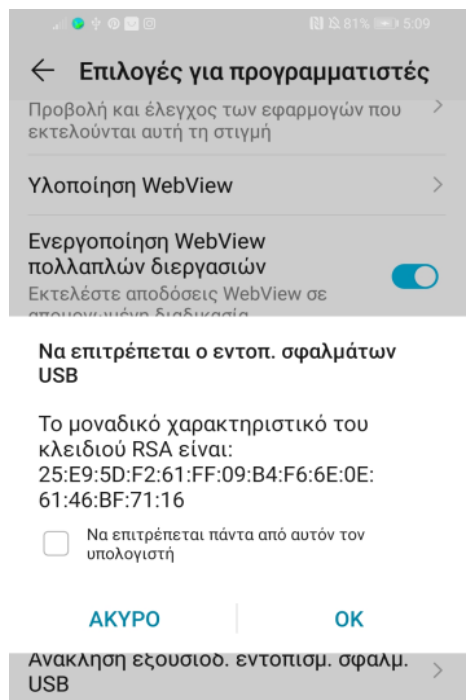 81% 5:09
Επιλογές για προγραμματιστές
Προβολή και έλεγχος των εφαρμογών που
εκτελούνται αυτή τη στιγμή
Υλοποίηση WebView
Ενεργοποίηση WebView
πολλαπλών διεργασιών
Εκτελέστε αποδόσεις WebView σε
απομονωμένη διαδικασία
Να επιτρέπεται ο εντοπ. σφαλμάτων
USB
Το μοναδικό χαρακτηριστικό του
κλειδιού RSA είναι:
25:E9:5D:F2:61:FF:09:B4:F6:6E:0E:
61:46:BF:71:16
Να επιτρέπεται πάντα από αυτόν τον
υπολογιστή
ΑΚΥΡΟ OK
Ανάκληση εξουσιοδ. εντοπισμ. σφαλμ.
USB